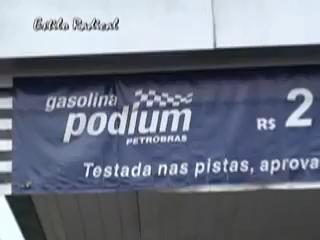 Estilo Radical
gasolina
podium
PETROBRAS
R$ 2
Testada nas pistas, aprova